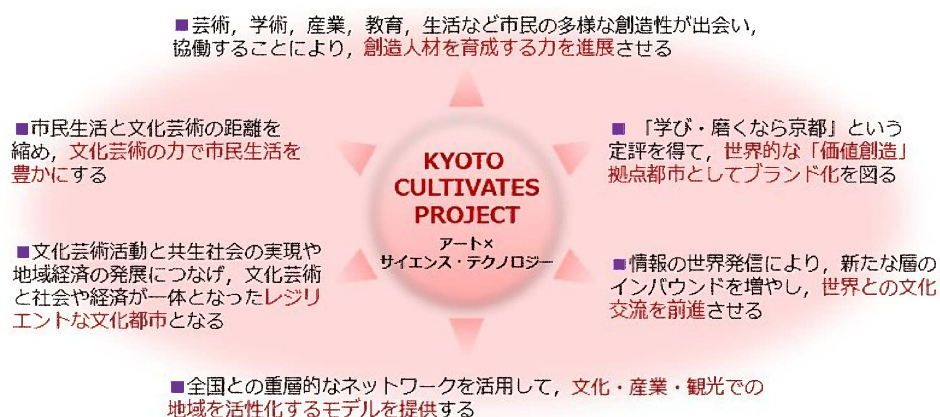 ■芸術，学術，産業，教育，生活など市民の多様な創造性が出会い，
協働することにより，創造人材を育成する力を進展させる
■市民生活と文化芸術の距離を
縮め，文化芸術の力で市民生活を
豊かにする
■「学び・磨くなら京都」という
定評を得て，世界的な「価値創造」
拠点都市としてブランド化を図る
KYOTO
CULTIVATES
PROJECT
アート×
サイエンス・テクノロジー
■文化芸術活動と共生社会の実現や
地域経済の発展につなげ，文化芸術
と社会や経済が一体となったレジリ
エントな文化都市となる
■情報の世界発信により，新たな層の
インバウンドを増やし，世界との文化
交流を前進させる
■全国との重層的なネットワークを活用して，文化・産業・観光での
地域を活性化するモデルを提供する